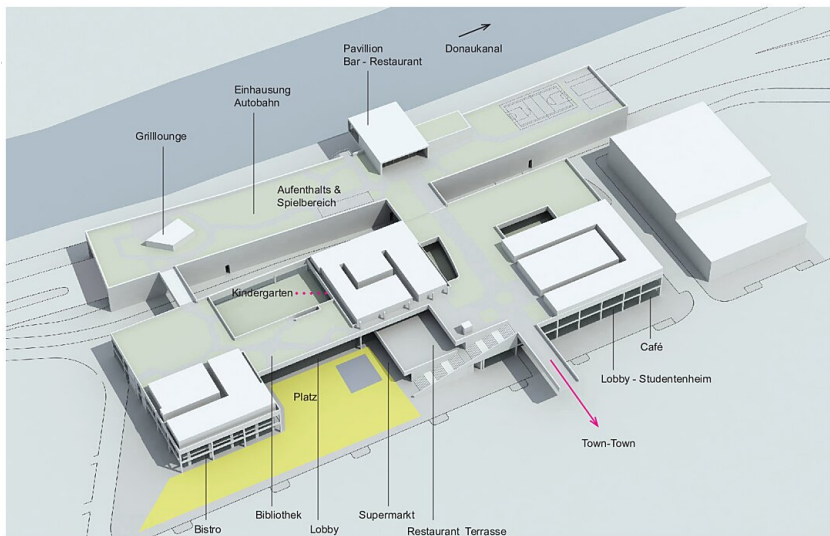 Donaukanal
Pavillion
Bar - Restaurant
Einhausung
Autobahn
Grilllounge
Aufenthalts &
Spielbereich
Kindergarten
Café
Lobby - Studentenheim
Platz
Town-Town
Bibliothek
Supermarkt
Bistro
Lobby
Restaurant Terrasse